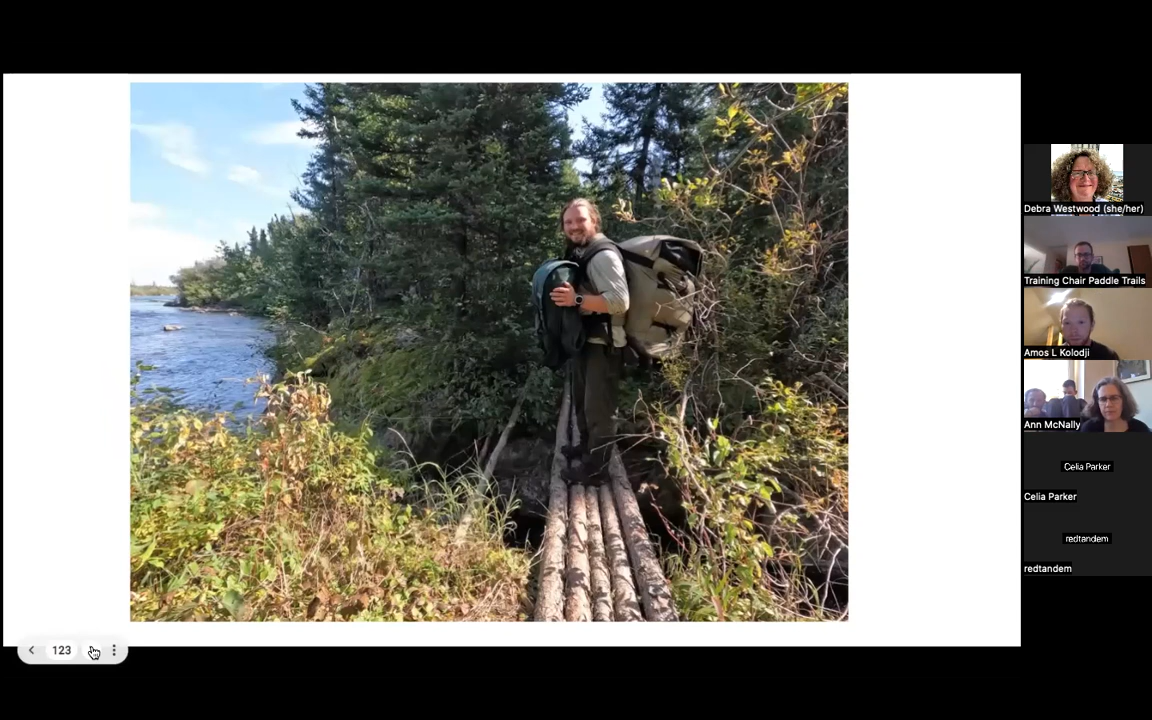 Debra Westwood (she/her)
Training Chair Paddle Trails
Amos L Kolodji
Ann McNally
Celia Parker
Celia Parker
redtandem
redtandem
123